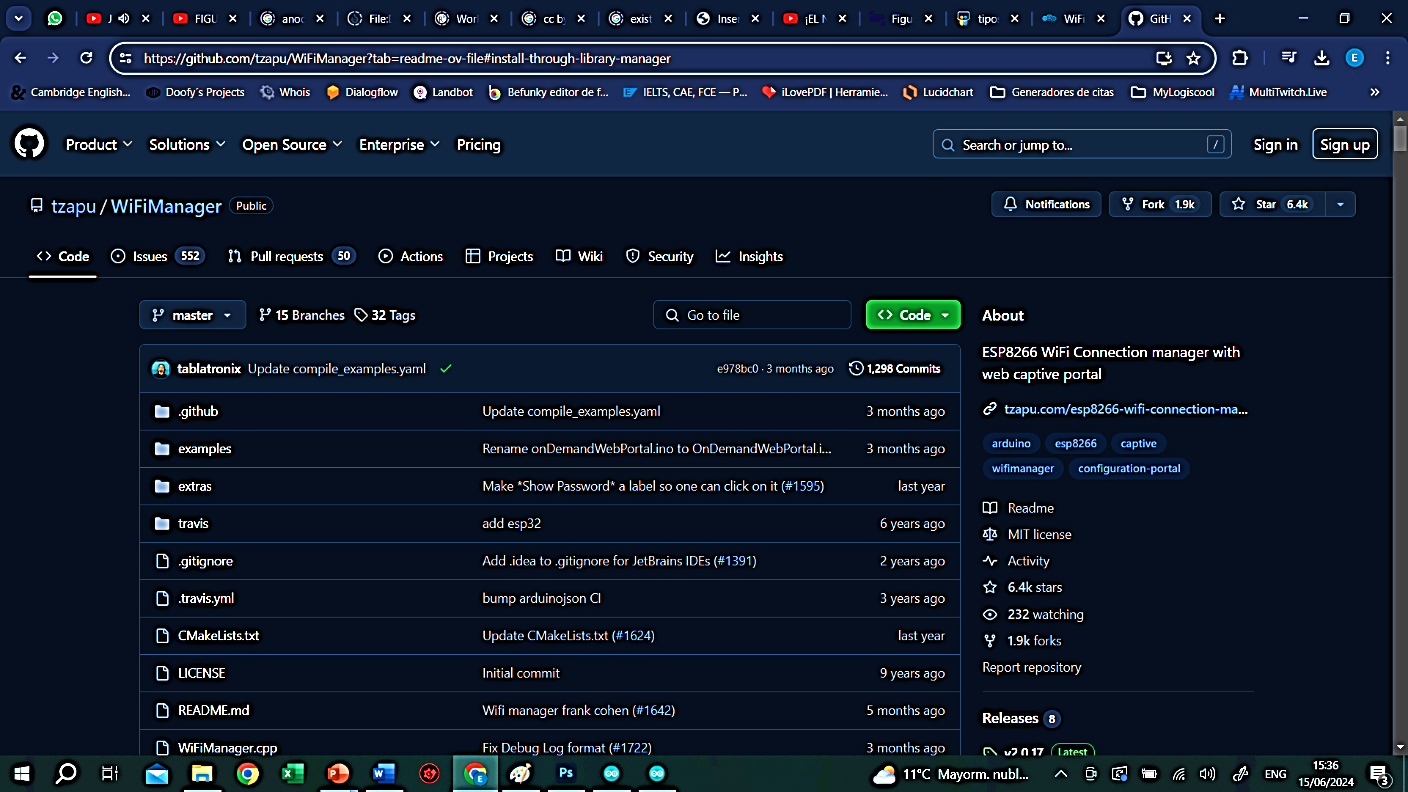 J
FIGU
anoc
File:l
Worl
cc by
exist
Inse
¡EL N
Figu
tipo:
WiFi
GitH
https://github.com/tzapu/WiFiManager?tab=readme-ov-file#install-through-library-manager
E
Cambridge English...
Doofy´s Projects
Whois
Dialogflow
Landbot
Befunky editor de f...
IELTS, CAE, FCE — P...
iLovePDF | Herramie...
Lucidchart
Generadores de citas
MyLogiscool
MultiTwitch.Live
»
Product
Solutions
Open Source
Enterprise
Pricing
Search or jump to...
/
Sign in
Sign up
tzapu / WiFiManager Public
Notifications
Fork 1.9k
Star 6.4k
Code
Issues 552
Pull requests 50
Actions
Projects
Wiki
Security
Insights
master
15 Branches
32 Tags
Go to file
Code
tablatronix Update compile_examples.yaml e978bc0 · 3 months ago 1,298 Commits
.github Update compile_examples.yaml 3 months ago
examples Rename onDemandWebPortal.ino to OnDemandWebPortal.i... 3 months ago
extras Make *Show Password* a label so one can click on it (#1595) last year
travis add esp32 6 years ago
.gitignore Add .idea to .gitignore for JetBrains IDEs (#1391) 2 years ago
.travis.yml bump arduinojson CI 3 years ago
CMakeLists.txt Update CMakeLists.txt (#1624) last year
LICENSE Initial commit 9 years ago
README.md Wifi manager frank cohen (#1642) 5 months ago
WiFiManager.cpp Fix Debug Log format (#1722) 3 months ago
About
ESP8266 WiFi Connection manager with
web captive portal
tzapu.com/esp8266-wifi-connection-ma...
arduino esp8266 captive
wifimanager configuration-portal
Readme
MIT license
Activity
6.4k stars
232 watching
1.9k forks
Report repository
Releases 8
v2.0.17 Latest
11°C Mayorm. nubl...
ENG
15:36
15/06/2024
3